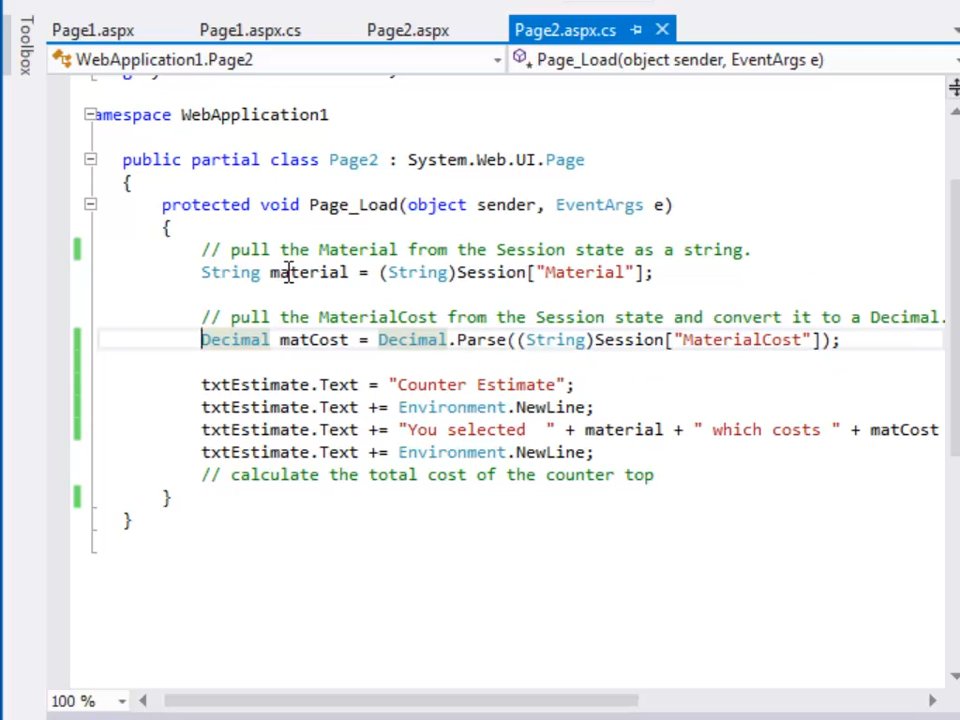 Toolbox
Page1.aspx Page1.aspx.cs Page2.aspx Page2.aspx.cs
WebApplication1.Page2 Page_Load(object sender, EventArgs e)
amespace WebApplication1
public partial class Page2 : System.Web.UI.Page
{
protected void Page_Load(object sender, EventArgs e)
{
// pull the Material from the Session state as a string.
String material = (String)Session["Material"];
// pull the MaterialCost from the Session state and convert it to a Decimal.
Decimal matCost = Decimal.Parse((String)Session["MaterialCost"]);
txtEstimate.Text = "Counter Estimate";
txtEstimate.Text += Environment.NewLine;
txtEstimate.Text += "You selected  " + material + " which costs " + matCost
txtEstimate.Text += Environment.NewLine;
// calculate the total cost of the counter top
}
}
100 %